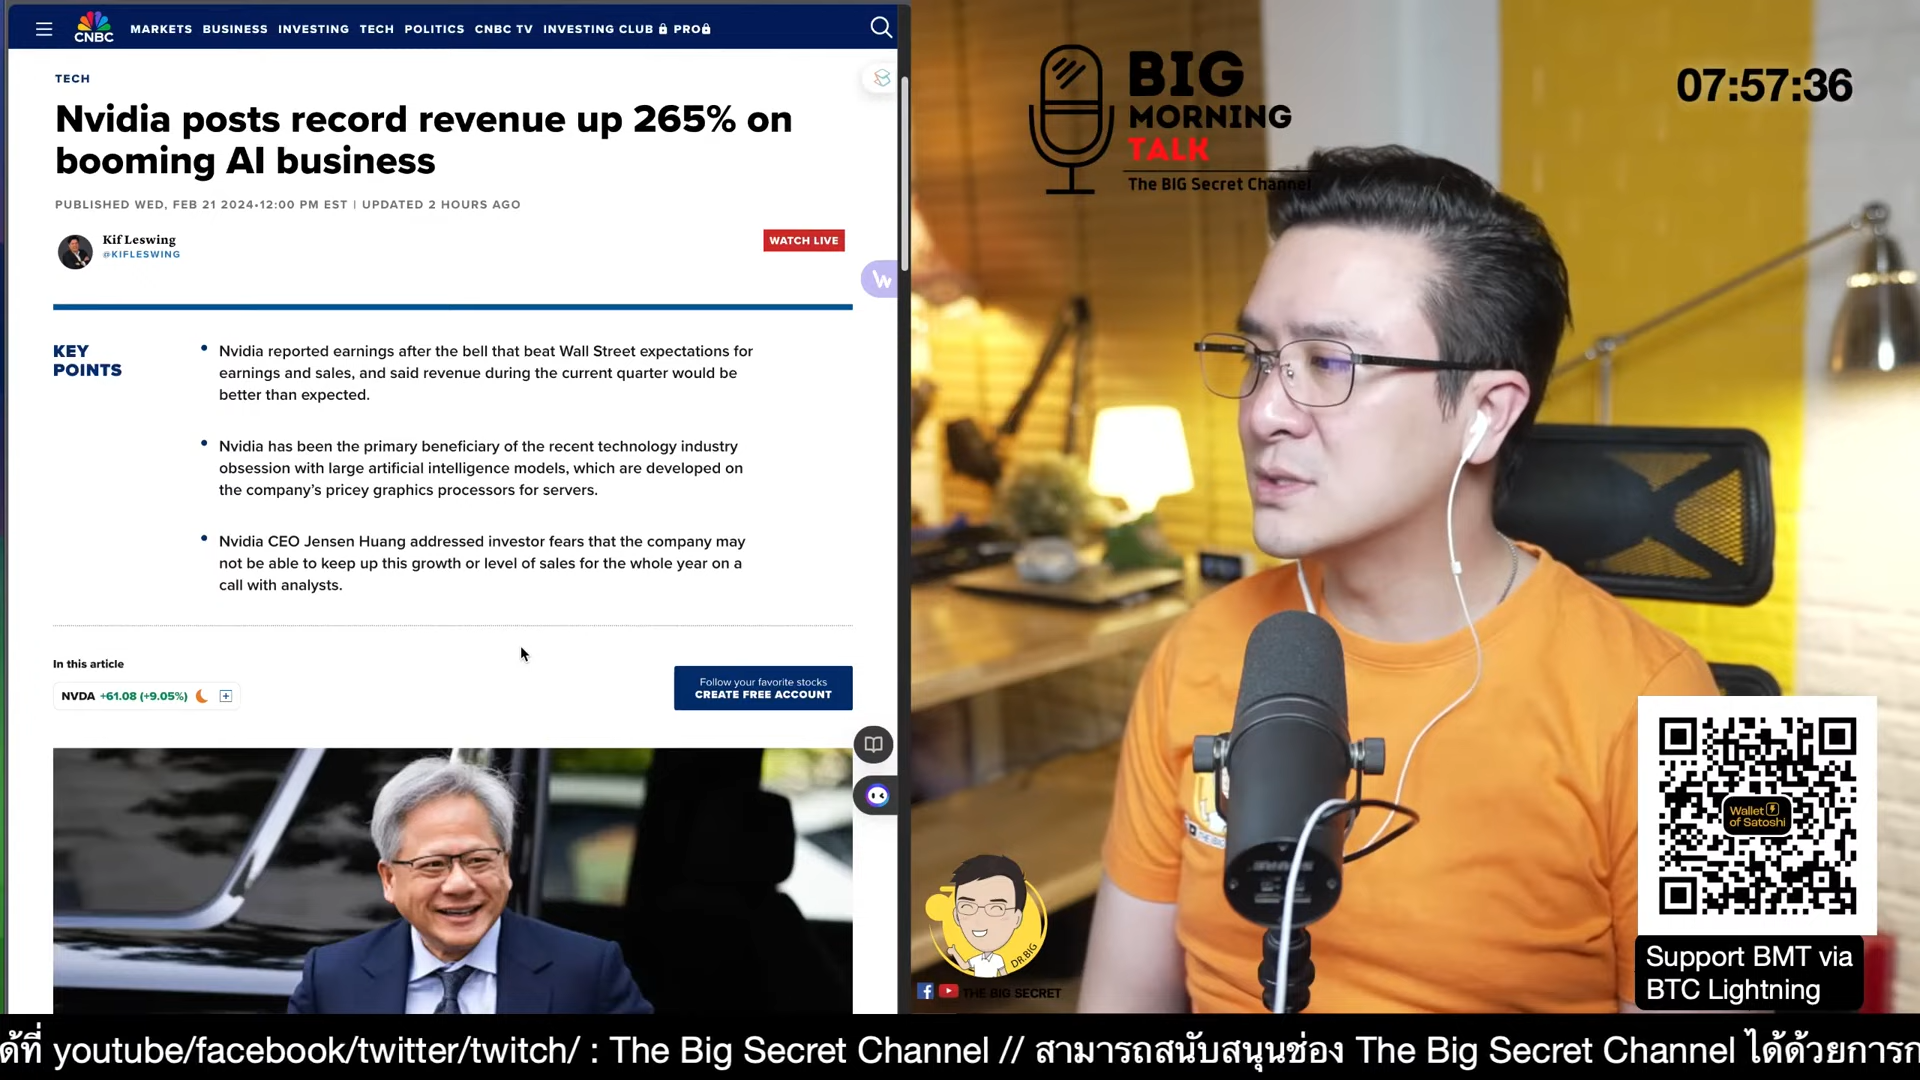 CNBC
MARKETS BUSINESS INVESTING TECH POLITICS CNBC TV INVESTING CLUB PRO
TECH
Nvidia posts record revenue up 265% on
booming AI business
PUBLISHED WED, FEB 21 2024•12:00 PM EST | UPDATED 2 HOURS AGO
Kif Leswing
@KIFLESWING
WATCH LIVE
KEY
POINTS
Nvidia reported earnings after the bell that beat Wall Street expectations for
earnings and sales, and said revenue during the current quarter would be
better than expected.
Nvidia has been the primary beneficiary of the recent technology industry
obsession with large artificial intelligence models, which are developed on
the company’s pricey graphics processors for servers.
Nvidia CEO Jensen Huang addressed investor fears that the company may
not be able to keep up this growth or level of sales for the whole year on a
call with analysts.
In this article
NVDA +61.08 (+9.05%)
Follow your favorite stocks
CREATE FREE ACCOUNT
BIG
MORNING
TALK
The BIG Secret Channel
07:57:36
DR.BIG
THE BIG SECRET
Wallet
of Satoshi
Support BMT via
BTC Lightning
ด้ที่ youtube/facebook/twitter/twitch/ : The Big Secret Channel // สามารถสนับสนุนช่อง The Big Secret Channel ได้ด้วยการก